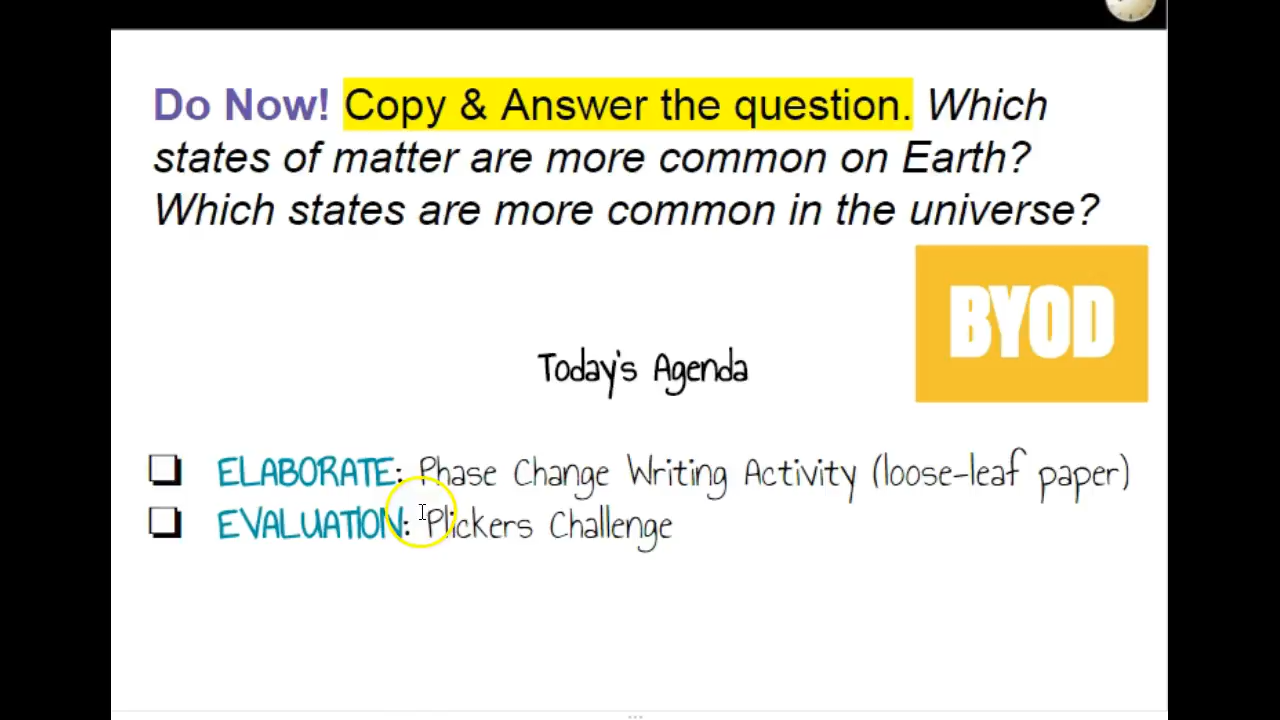 Do Now! Copy & Answer the question. Which
states of matter are more common on Earth?
Which states are more common in the universe?
BYOD
Today's Agenda
ELABORATE: Phase Change Writing Activity (loose-leaf paper)
EVALUATION: Plickers Challenge